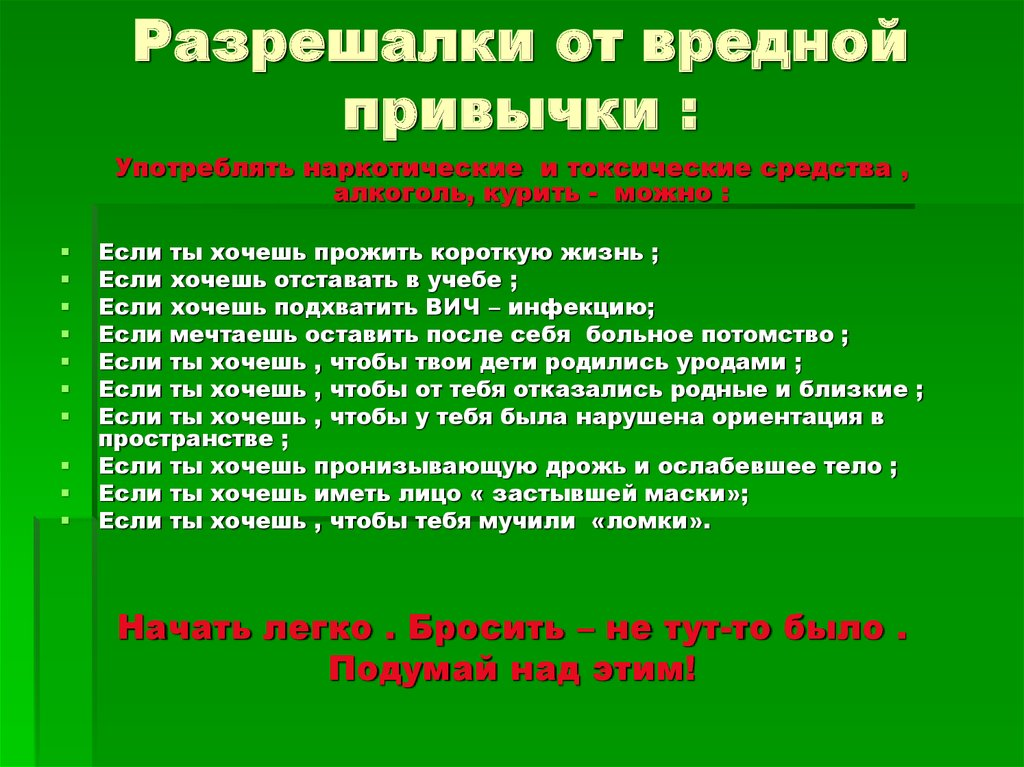 Разрешалки от вредной
привычки :
Употреблять наркотические и токсические средства ,
алкоголь, курить - можно :
▪ Если ты хочешь прожить короткую жизнь ;
▪ Если хочешь отставать в учебе ;
▪ Если хочешь подхватить ВИЧ – инфекцию;
▪ Если мечтаешь оставить после себя больное потомство ;
▪ Если ты хочешь , чтобы твои дети родились уродами ;
▪ Если ты хочешь , чтобы от тебя отказались родные и близкие ;
▪ Если ты хочешь , чтобы у тебя была нарушена ориентация в
пространстве ;
▪ Если ты хочешь пронизывающую дрожь и ослабевшее тело ;
▪ Если ты хочешь иметь лицо « застывшей маски»;
▪ Если ты хочешь , чтобы тебя мучили «ломки».
Начать легко . Бросить – не тут-то было .
Подумай над этим!